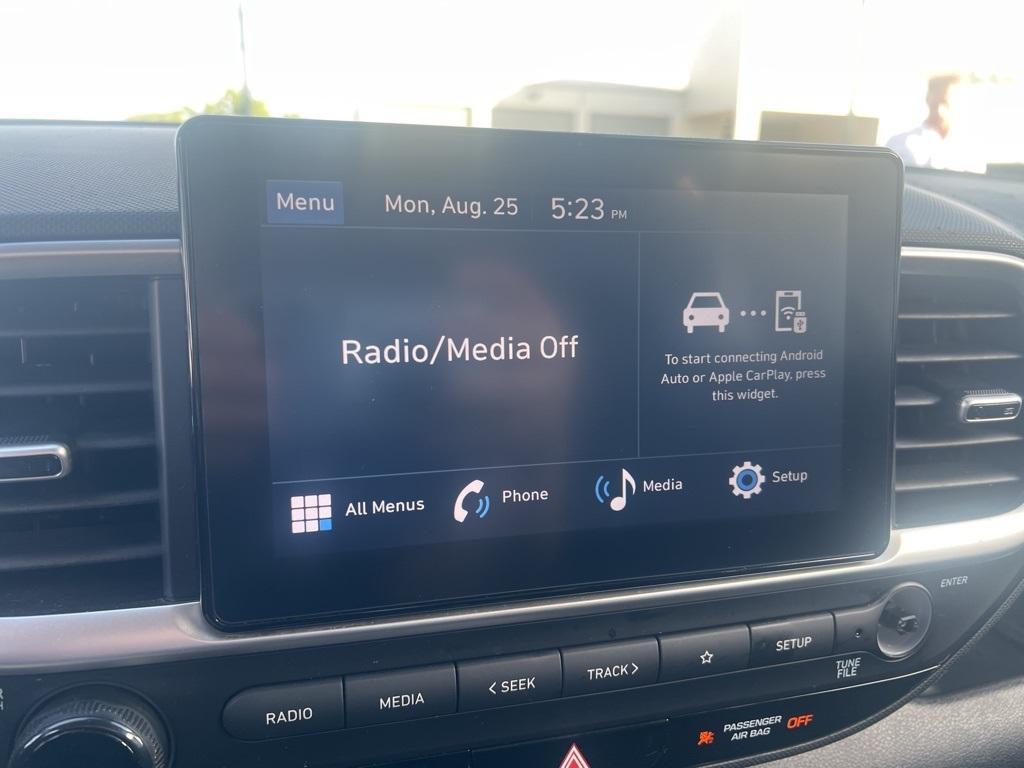 Menu
Mon, Aug. 25
5:23 PM
Radio/Media Off
To start connecting Android
Auto or Apple CarPlay, press
this widget.
All Menus
Phone
Media
Setup
ENTER
RADIO
MEDIA
< SEEK
TRACK >
☆
SETUP
TUNE
FILE
PASSENGER
AIR BAG
OFF